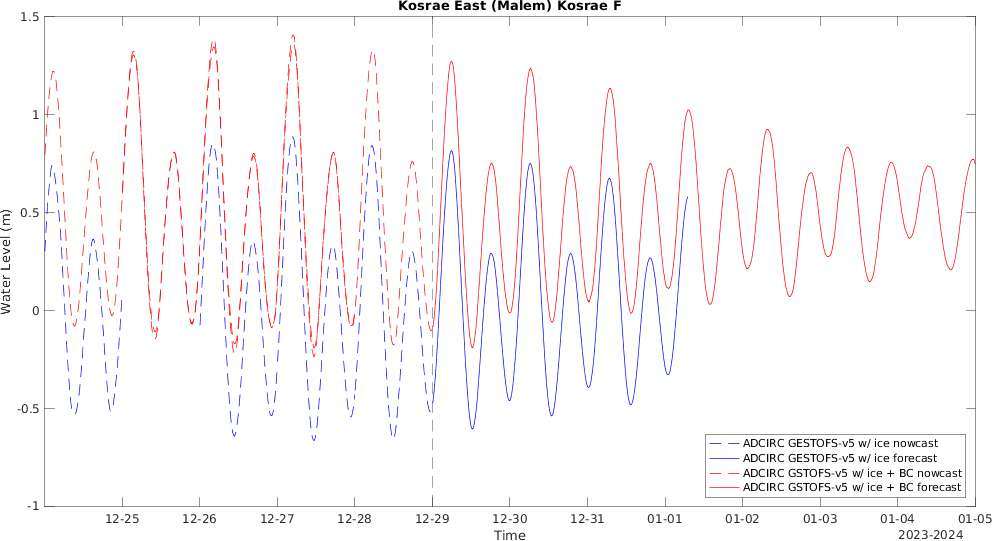 Kosrae East (Malem) Kosrae F
Water Level (m)
1.5
1
0.5
0
-0.5
-1
12-25
12-26
12-27
12-28
12-29
12-30
12-31
01-01
01-02
01-03
01-04
01-05
Time
2023-2024
ADCIRC GESTOFS-v5 w/ ice nowcast
ADCIRC GESTOFS-v5 w/ ice forecast
ADCIRC GSTOFS-v5 w/ ice + BC nowcast
ADCIRC GSTOFS-v5 w/ ice + BC forecast